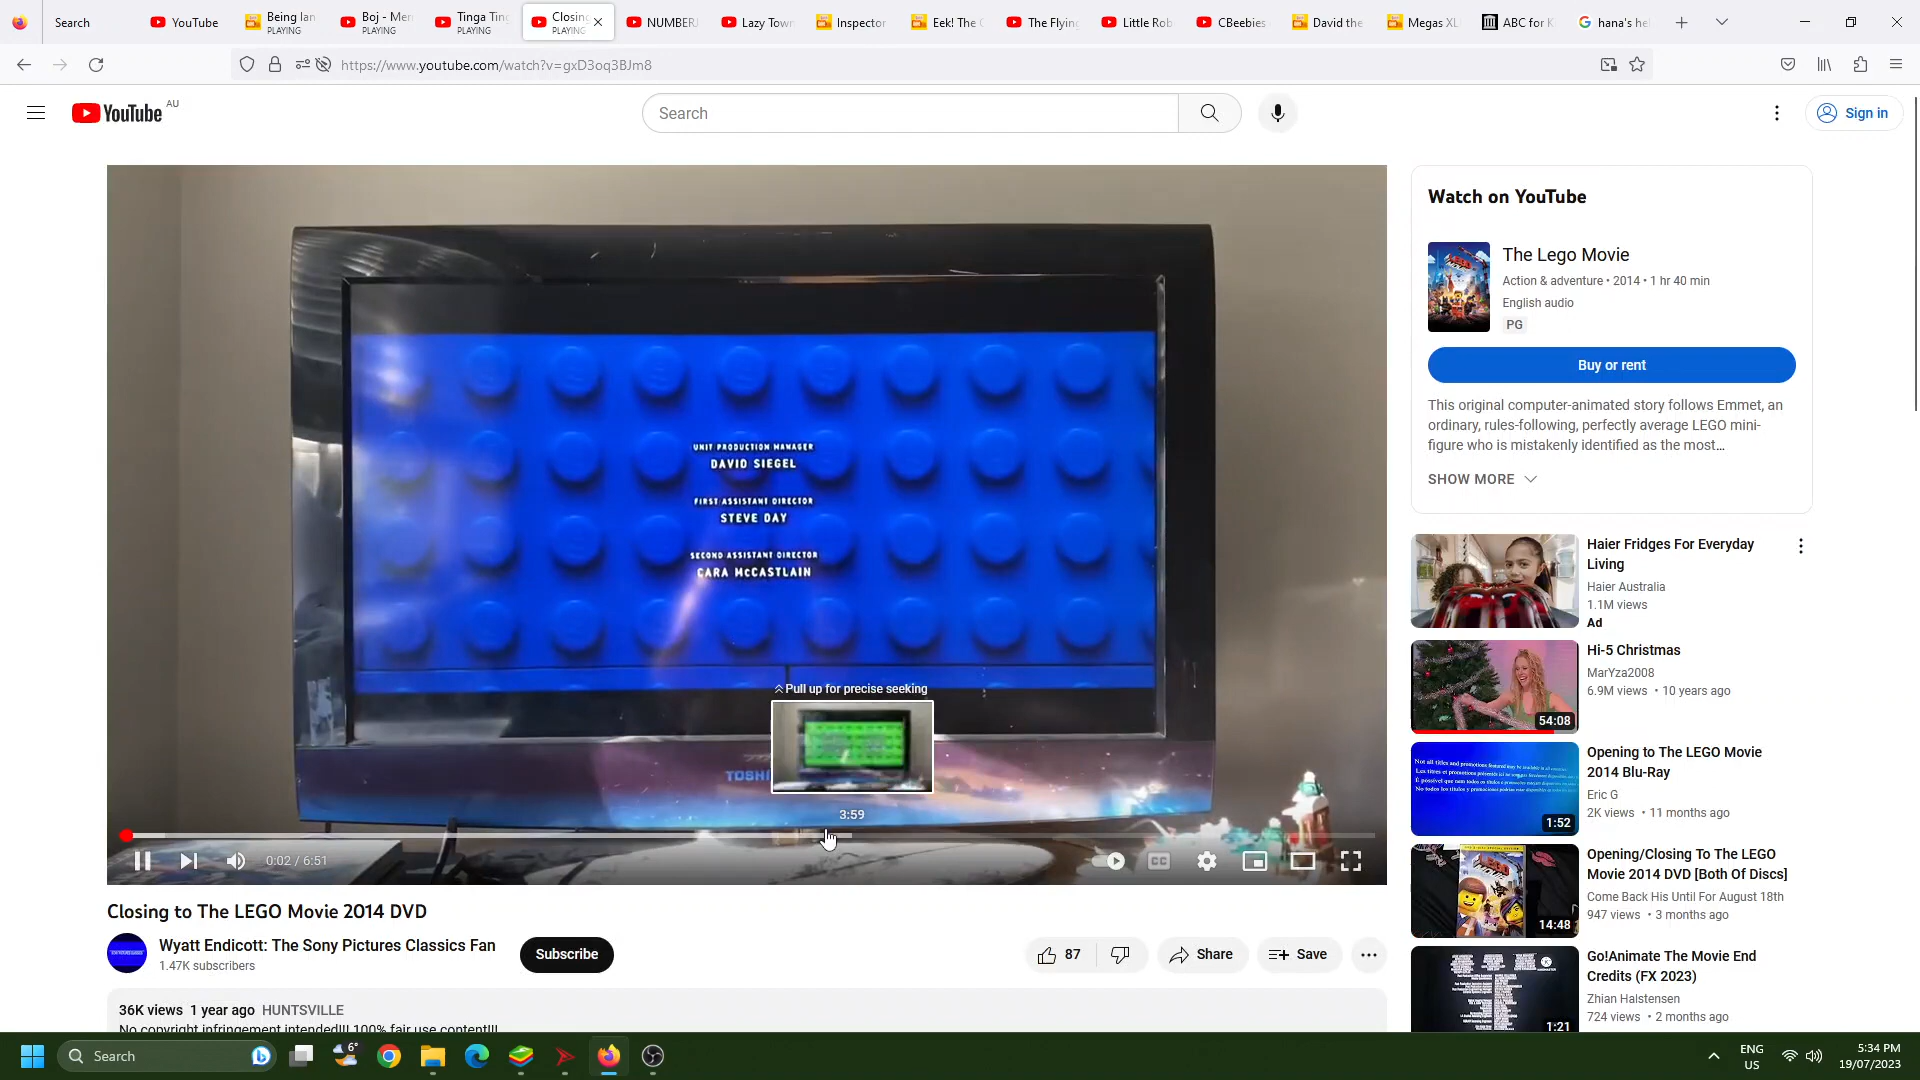 Search
YouTube
Being Ian
PLAYING
Boj - Men
PLAYING
Tinga Ting
PLAYING
Closing
PLAYING
NUMBER
Lazy Town
Inspector
Eek! The C
The Flying
Little Rob
CBeebies
David the
Megas XL
ABC for K
hana's he
https://www.youtube.com/watch?v=gxD3oq3BJm8
YouTube AU
Search
Sign in
UNIT PRODUCTION MANAGER
DAVID SIEGEL
FIRST ASSISTANT DIRECTOR
STEVE DAY
SECOND ASSISTANT DIRECTOR
CARA McCASTLAIN
Pull up for precise seeking
3:59
0:02 / 6:51
CC
Closing to The LEGO Movie 2014 DVD
Wyatt Endicott: The Sony Pictures Classics Fan
1.47K subscribers
Subscribe
87
Share
Save
36K views 1 year ago HUNTSVILLE
No copyright infringement intended!!! 100% fair use content!!!
Watch on YouTube
The Lego Movie
Action & adventure • 2014 • 1 hr 40 min
English audio
PG
Buy or rent
This original computer-animated story follows Emmet, an
ordinary, rules-following, perfectly average LEGO mini-
figure who is mistakenly identified as the most...
SHOW MORE
Haier Fridges For Everyday
Living
Haier Australia
1.1M views
Ad
Hi-5 Christmas
MarYza2008
6.9M views • 10 years ago
54:08
Opening to The LEGO Movie
2014 Blu-Ray
Eric G
2K views • 11 months ago
1:52
Opening/Closing To The LEGO
Movie 2014 DVD [Both Of Discs]
Come Back His Until For August 18th
947 views • 3 months ago
14:48
Go!Animate The Movie End
Credits (FX 2023)
Zhian Halstensen
724 views • 2 months ago
1:21
Search
6°
ENG
US
5:34 PM
19/07/2023